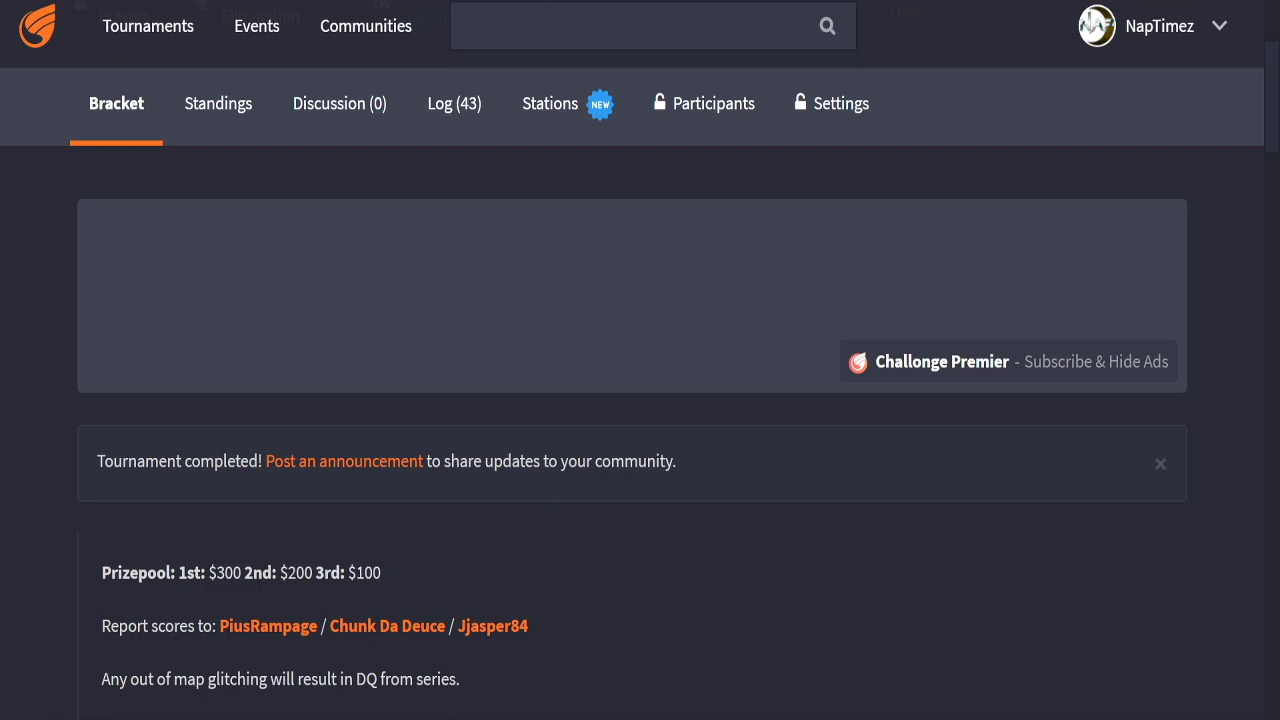 Tournaments Events Communities NapTimez
Bracket Standings Discussion (0) Log (43) Stations NEW Participants Settings
Challonge Premier - Subscribe & Hide Ads
Tournament completed! Post an announcement to share updates to your community. ×
Prizepool: 1st: $300 2nd: $200 3rd: $100
Report scores to: PiusRampage / Chunk Da Deuce / Jjasper84
Any out of map glitching will result in DQ from series.